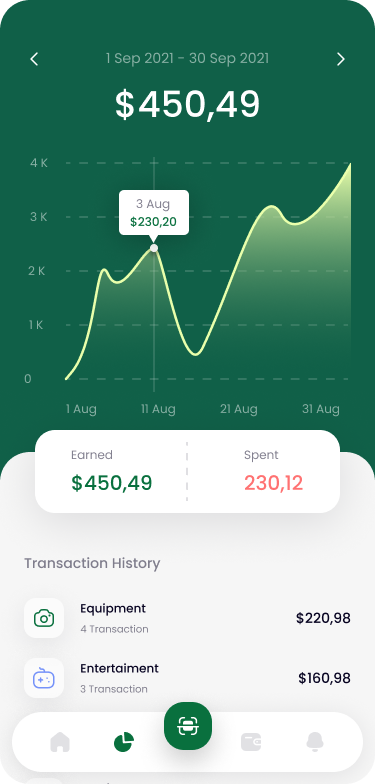 1 Sep 2021 - 30 Sep 2021
$450,49
4 K
3 Aug
$230,20
3 K
2 K
1 K
0
1 Aug 11 Aug 21 Aug 31 Aug
Earned Spent
$450,49 230,12
Transaction History
Equipment
4 Transaction
$220,98
Entertaiment
3 Transaction
$160,98